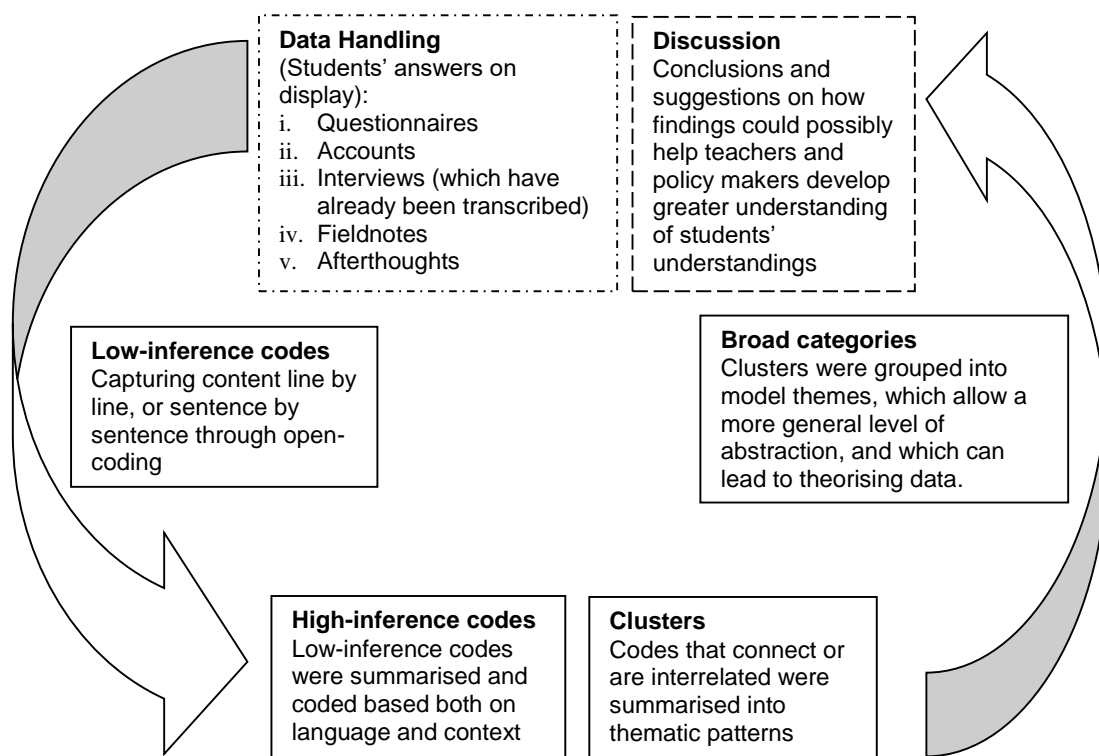 Data Handling
(Students’ answers on
display):
i. Questionnaires
ii. Accounts
iii. Interviews (which have
already been transcribed)
iv. Fieldnotes
v. Afterthoughts
Discussion
Conclusions and
suggestions on how
findings could possibly
help teachers and
policy makers develop
greater understanding
of students’
understandings
Low-inference codes
Capturing content line by
line, or sentence by
sentence through open-
coding
Broad categories
Clusters were grouped into
model themes, which allow a
more general level of
abstraction, and which can
lead to theorising data.
High-inference codes
Low-inference codes
were summarised and
coded based both on
language and context
Clusters
Codes that connect or
are interrelated were
summarised into
thematic patterns